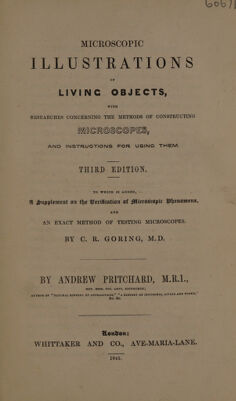 MICROSCOPIC
ILLUSTRATIONS
OF
LIVING OBJECTS,
WITH
RESEARCHES CONCERNING THE METHODS OF CONSTRUCTING
MICROSCOPES,
AND INSTRUCTIONS FOR USING THEM.
THIRD EDITION.
TO WHICH IS ADDED,
A Supplement on the Verification of Microscopic Phenomena,
AND
AN EXACT METHOD OF TESTING MICROSCOPES.
BY C. R. GORING, M.D.
BY ANDREW PRITCHARD, M.R.I.,
London:
WHITTAKER AND CO., AVE-MARIA-LANE.
1845.